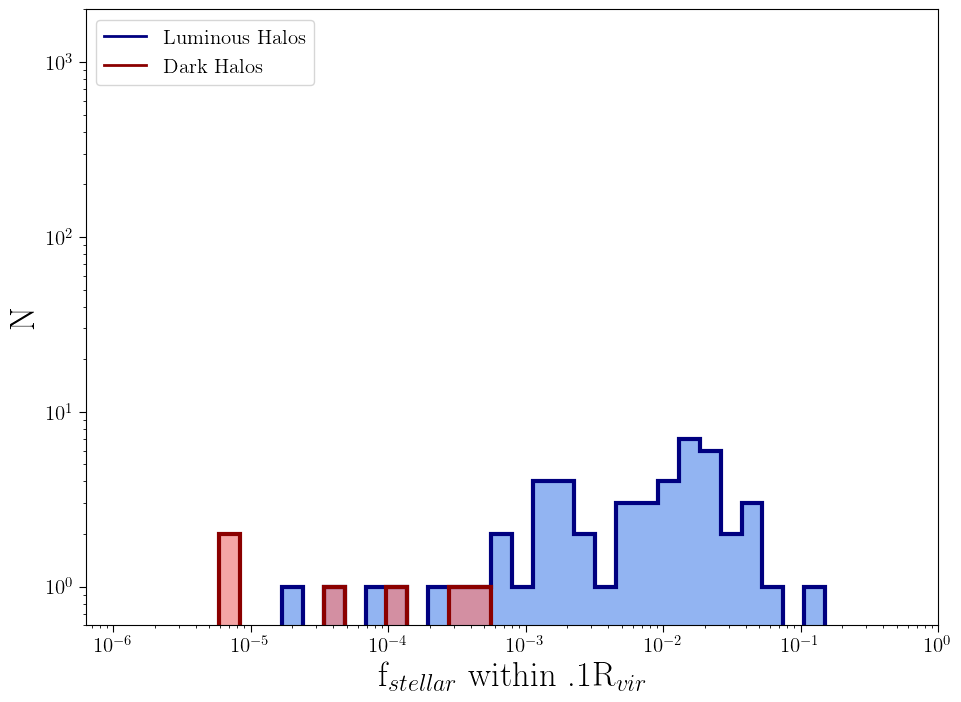 Luminous Halos
Dark Halos
10³
10²
10¹
10⁰
N
10⁻⁶ 10⁻⁵ 10⁻⁴ 10⁻³ 10⁻² 10⁻¹ 10⁰
f_stellar within .1R_vir